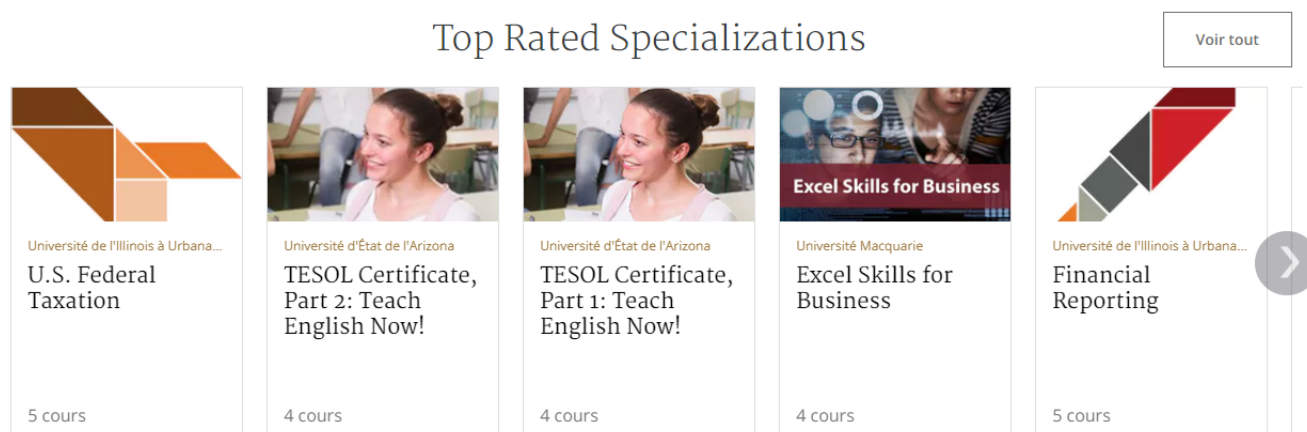 Top Rated Specializations
Voir tout
Excel Skills for Business
Université de l'Illinois à Urbana...
U.S. Federal
Taxation
5 cours
Université d'État de l'Arizona
TESOL Certificate,
Part 2: Teach
English Now!
4 cours
Université d'État de l'Arizona
TESOL Certificate,
Part 1: Teach
English Now!
4 cours
Université Macquarie
Excel Skills for
Business
4 cours
Université de l'Illinois à Urbana...
Financial
Reporting
5 cours